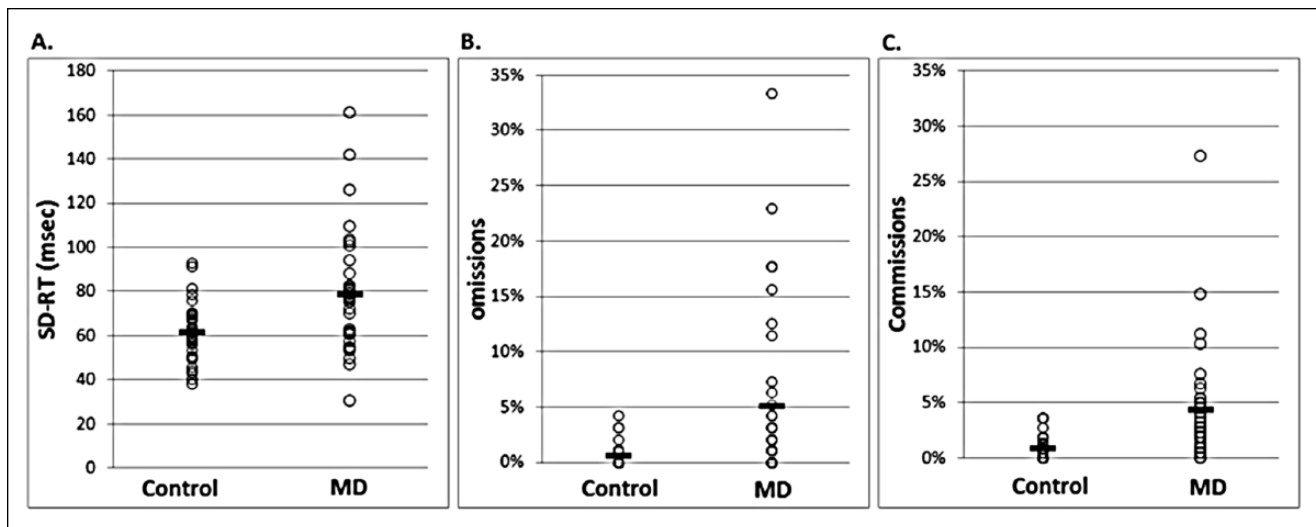 A.
180
160
140
120
100
80
60
40
20
0
SD-RT (msec)
Control MD
B.
35%
30%
25%
20%
15%
10%
5%
0%
omissions
Control MD
C.
35%
30%
25%
20%
15%
10%
5%
0%
Commissions
Control MD